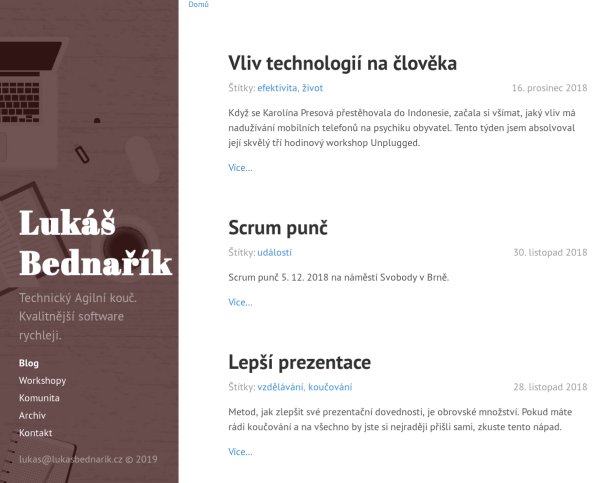 Domů
Lukáš
Bednařík
Technický Agilní kouč.
Kvalitnější software
rychleji.
Blog
Workshopy
Komunita
Archiv
Kontakt
lukas@lukasbednarik.cz © 2019
Vliv technologií na člověka
Štítky: efektivita, život 16. prosinec 2018
Když se Karolína Presová přestěhovala do Indonesie, začala si všímat, jaký vliv má
nadužívání mobilních telefonů na psychiku obyvatel. Tento týden jsem absolvoval
její skvělý tří hodinový workshop Unplugged.
Více...
Scrum punč
Štítky: událostí 30. listopad 2018
Scrum punč 5. 12. 2018 na náměstí Svobody v Brně.
Více...
Lepší prezentace
Štítky: vzdělávání, koučování 28. listopad 2018
Metod, jak zlepšit své prezentační dovednosti, je obrovské množství. Pokud máte
rádi koučování a na všechno by jste si nejraději přišli sami, zkuste tento nápad.
Více...